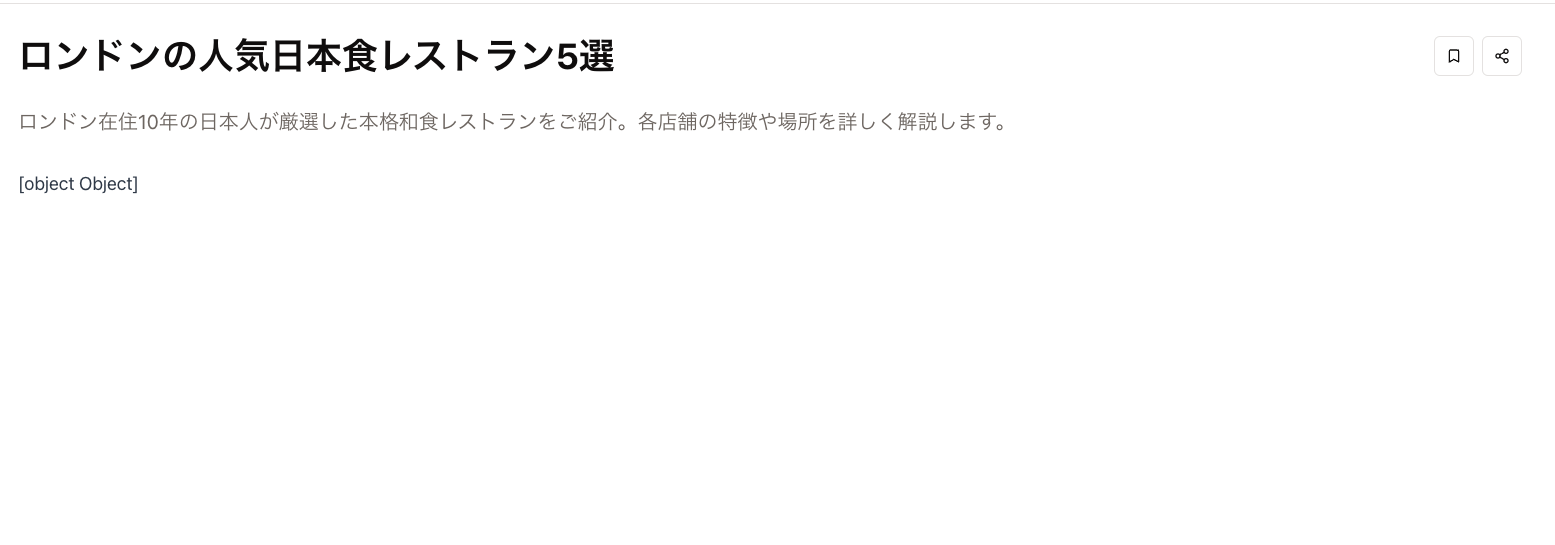 ロンドンの人気日本食レストラン5選
ロンドン在住10年の日本人が厳選した本格和食レストランをご紹介。各店舗の特徴や場所を詳しく解説します。
[object Object]